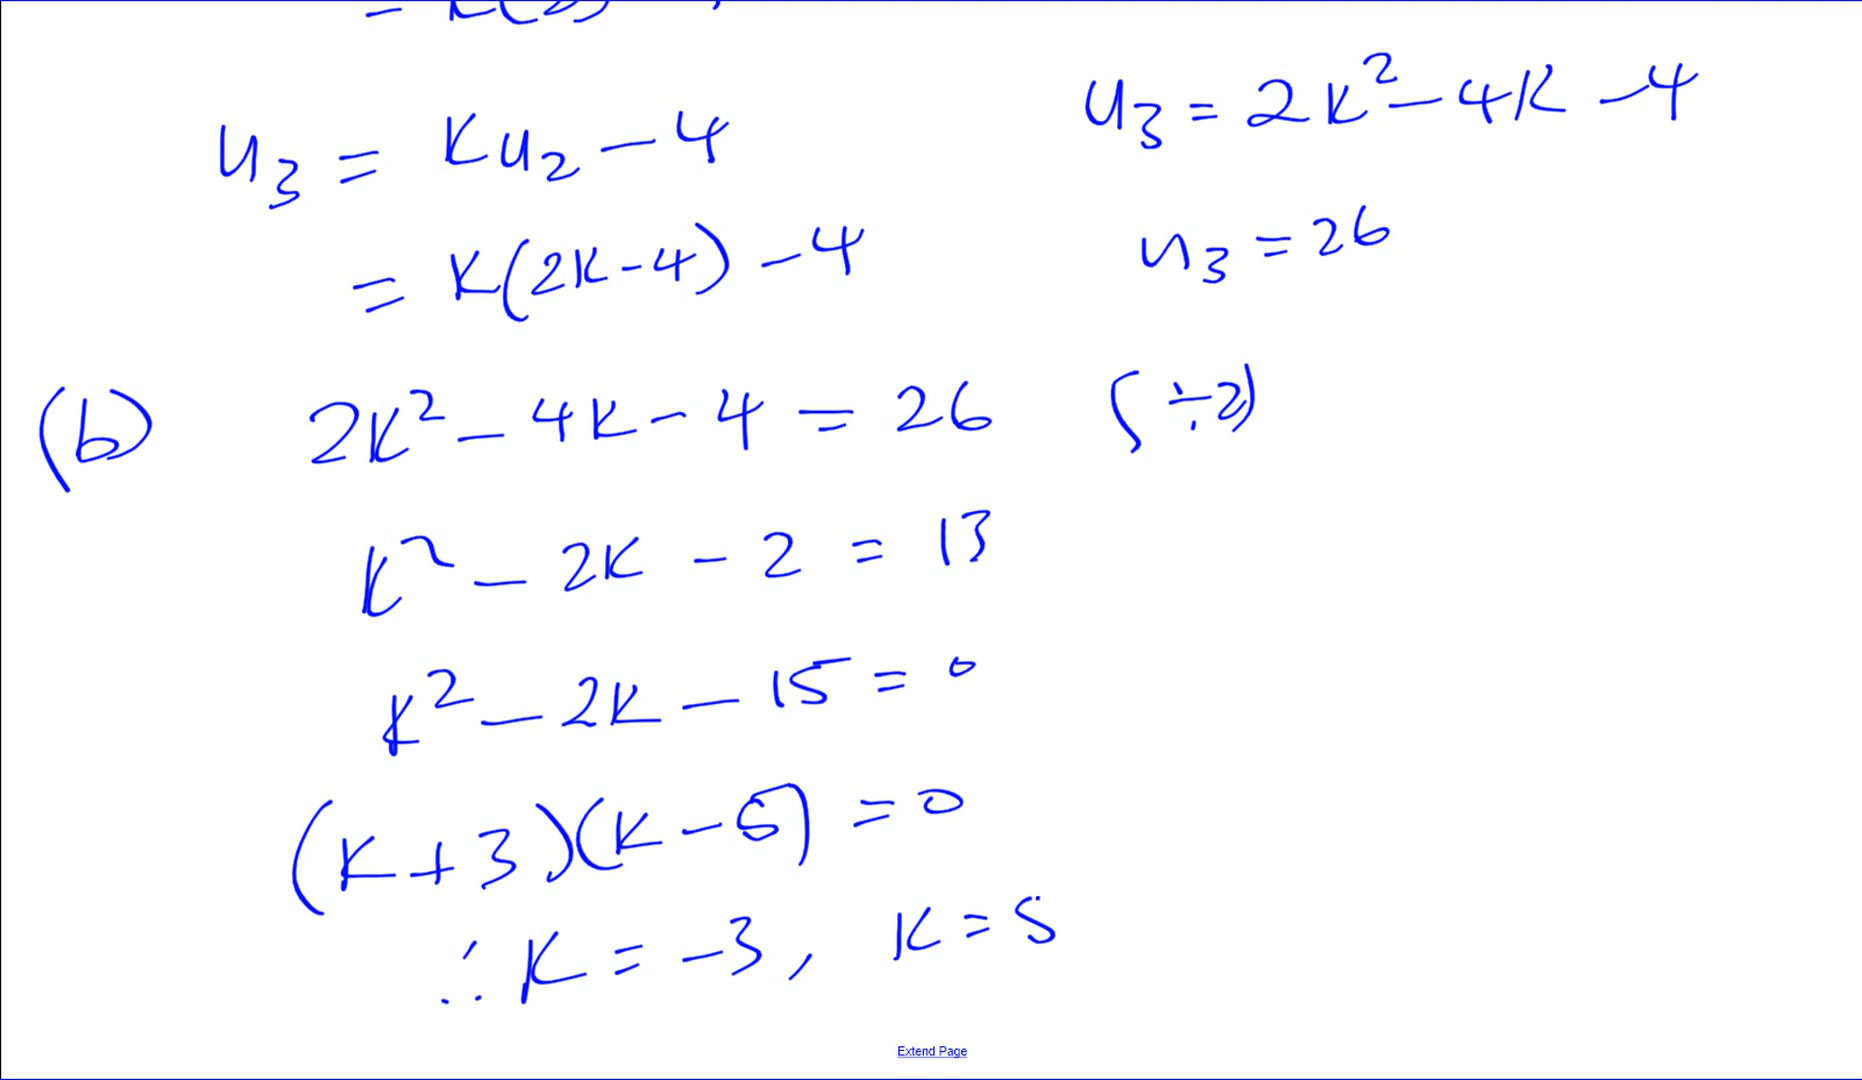 u₃ = Ku₂ - 4
= K(2K-4) - 4
u₃ = 2K² - 4K - 4
u₃ = 26
(b) 2K² - 4K - 4 = 26 (÷2)
K² - 2K - 2 = 13
K² - 2K - 15 = 0
(K+3)(K-5) = 0
∴ K = -3, K = 5
Extend Page